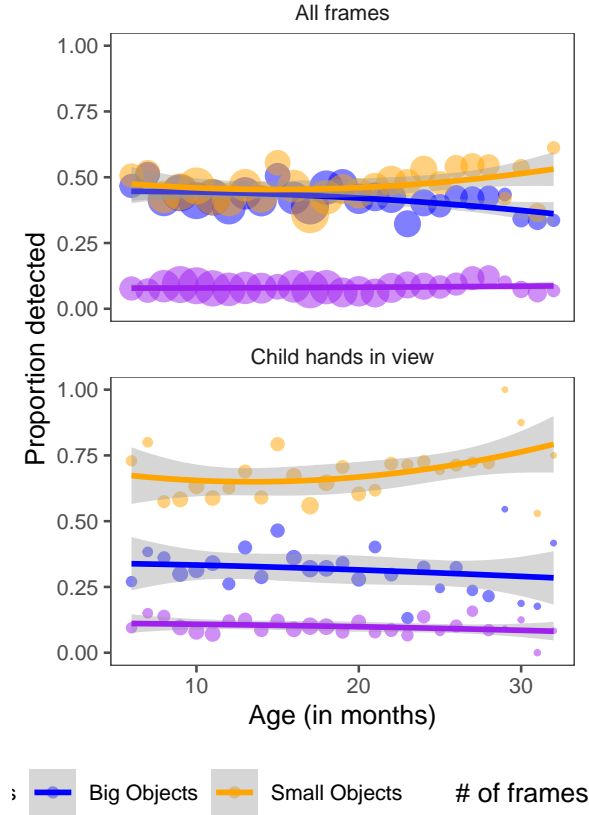 All frames
1.00
0.75
0.50
0.25
0.00
Proportion detected
Child hands in view
1.00
0.75
0.50
0.25
0.00
10 20 30
Age (in months)
s Big Objects Small Objects # of frames